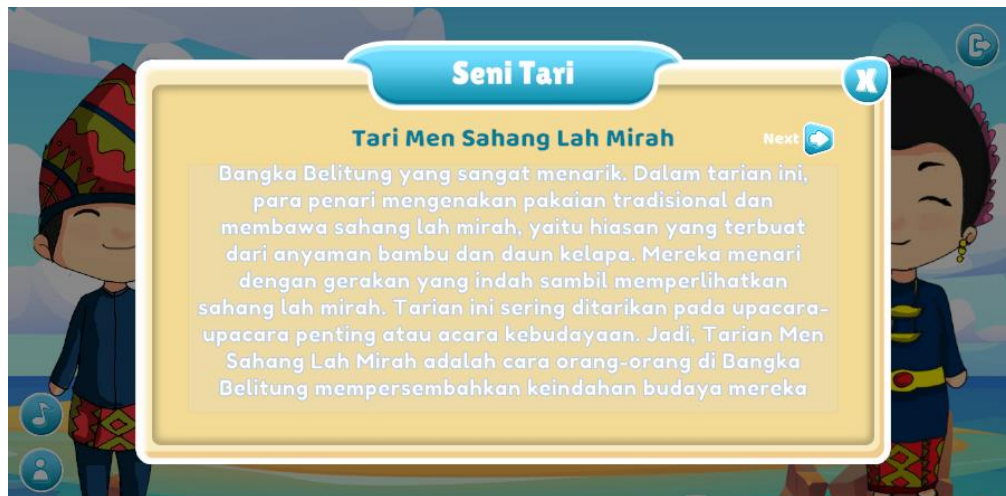 Seni Tari
X
Tari Men Sahang Lah Mirah
Next
Bangka Belitung yang sangat menarik. Dalam tarian ini,
para penari mengenakan pakaian tradisional dan
membawa sahang lah mirah, yaitu hiasan yang terbuat
dari anyaman bambu dan daun kelapa. Mereka menari
dengan gerakan yang indah sambil memperlihatkan
sahang lah mirah. Tarian ini sering ditarikan pada upacara-
upacara penting atau acara kebudayaan. Jadi, Tarian Men
Sahang Lah Mirah adalah cara orang-orang di Bangka
Belitung mempersembahkan keindahan budaya mereka